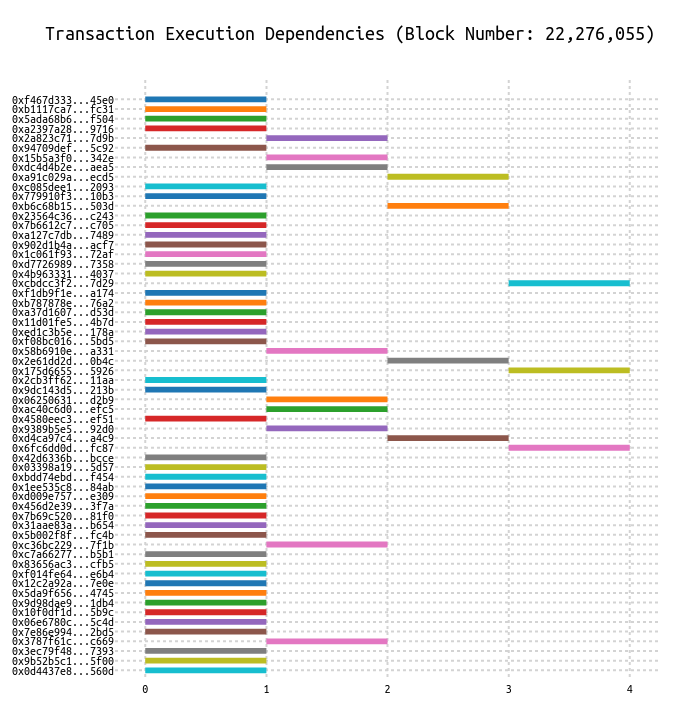 Transaction Execution Dependencies (Block Number: 22,276,055)
0xf467d333...45e0
0xb1117ca7...fc31
0x5ada68b6...f504
0xa2397a28...9716
0x2a823c71...7d9b
0x94709def...5c92
0x15b5a3f0...342e
0xdc4d4b2e...aea5
0xa91c029a...ecd5
0xc085dee1...2093
0x779910f3...10b3
0xb6c68b15...503d
0x23564c36...c243
0x7b6612c7...c705
0xa127c7db...7489
0x902d1b4a...acf7
0x1c061f93...72af
0xd7726989...7358
0x4b963331...4037
0xcbdcc3f2...7d29
0xf1db9f1e...a174
0xb787878e...76a2
0xa37d1607...d53d
0x11d01fe5...4b7d
0xed1c3b5e...178a
0xf08bc016...5bd5
0x58b6910e...a331
0x2e61dd2d...0b4c
0x175d6655...5926
0x2cb3ff62...11aa
0x9dc143d5...213b
0x06250631...d2b9
0xac40c6d0...efc5
0x4580eec3...ef51
0x9389b5e5...92d0
0xd4ca97c4...a4c9
0x6fc6dd0d...fc87
0x42d6336b...bcce
0x03398a19...5d57
0xbdd74ebd...f454
0x1ee535c8...84ab
0xd009e757...e309
0x456d2e39...3f7a
0x7b69c520...81f0
0x31aae83a...b654
0x5b002f8f...fc4b
0xc36bc229...7f1b
0xc7a66277...b5b1
0x83656ac3...cfb5
0xf014fe64...e6b4
0x12c2a92a...7e0e
0x5da9f656...4745
0x9d98dae9...1db4
0x10f0df1d...5b9c
0x06e6780c...5c4d
0x7e86e994...2bd5
0x3787f61c...c669
0x3ec79f48...7393
0x9b52b5c1...5f00
0x0d4437e8...560d
0 1 2 3 4